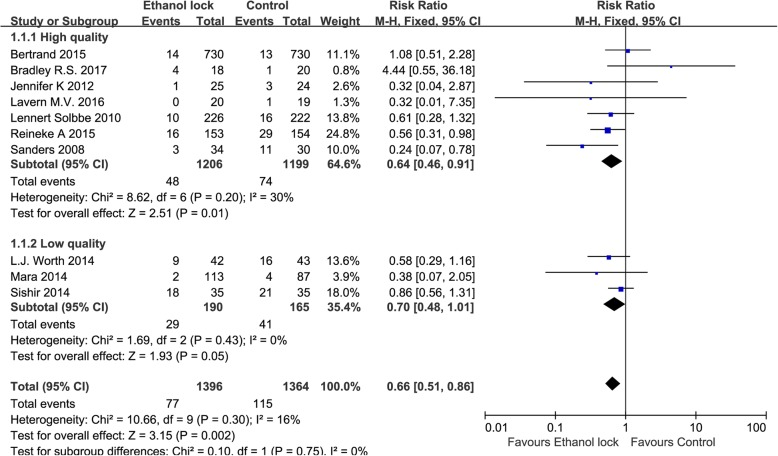 Ethanol lock Control Risk Ratio Risk Ratio
Study or Subgroup Events Total Events Total Weight M-H, Fixed, 95% CI M-H, Fixed, 95% CI
1.1.1 High quality
Bertrand 2015 14 730 13 730 11.1% 1.08 [0.51, 2.28]
Bradley R.S. 2017 4 18 1 20 0.8% 4.44 [0.55, 36.18]
Jennifer K 2012 1 25 3 24 2.6% 0.32 [0.04, 2.87]
Lavern M.V. 2016 0 20 1 19 1.3% 0.32 [0.01, 7.35]
Lennert Solbbe 2010 10 226 16 222 13.8% 0.61 [0.28, 1.32]
Reineke A 2015 16 153 29 154 24.8% 0.56 [0.31, 0.98]
Sanders 2008 3 34 11 30 10.0% 0.24 [0.07, 0.78]
Subtotal (95% CI) 1206 1199 64.6% 0.64 [0.46, 0.91]
Total events 48 74
Heterogeneity: Chi² = 8.62, df = 6 (P = 0.20); I² = 30%
Test for overall effect: Z = 2.51 (P = 0.01)
1.1.2 Low quality
L.J. Worth 2014 9 42 16 43 13.6% 0.58 [0.29, 1.16]
Mara 2014 2 113 4 87 3.9% 0.38 [0.07, 2.05]
Sishir 2014 18 35 21 35 18.0% 0.86 [0.56, 1.31]
Subtotal (95% CI) 190 165 35.4% 0.70 [0.48, 1.01]
Total events 29 41
Heterogeneity: Chi² = 1.69, df = 2 (P = 0.43); I² = 0%
Test for overall effect: Z = 1.93 (P = 0.05)
Total (95% CI) 1396 1364 100.0% 0.66 [0.51, 0.86]
Total events 77 115
Heterogeneity: Chi² = 10.66, df = 9 (P = 0.30); I² = 16%
Test for overall effect: Z = 3.15 (P = 0.002)
Test for subgroup differences: Chi² = 0.10, df = 1 (P = 0.75), I² = 0%
0.01 0.1 1 10 100
Favours Ethanol lock Favours Control